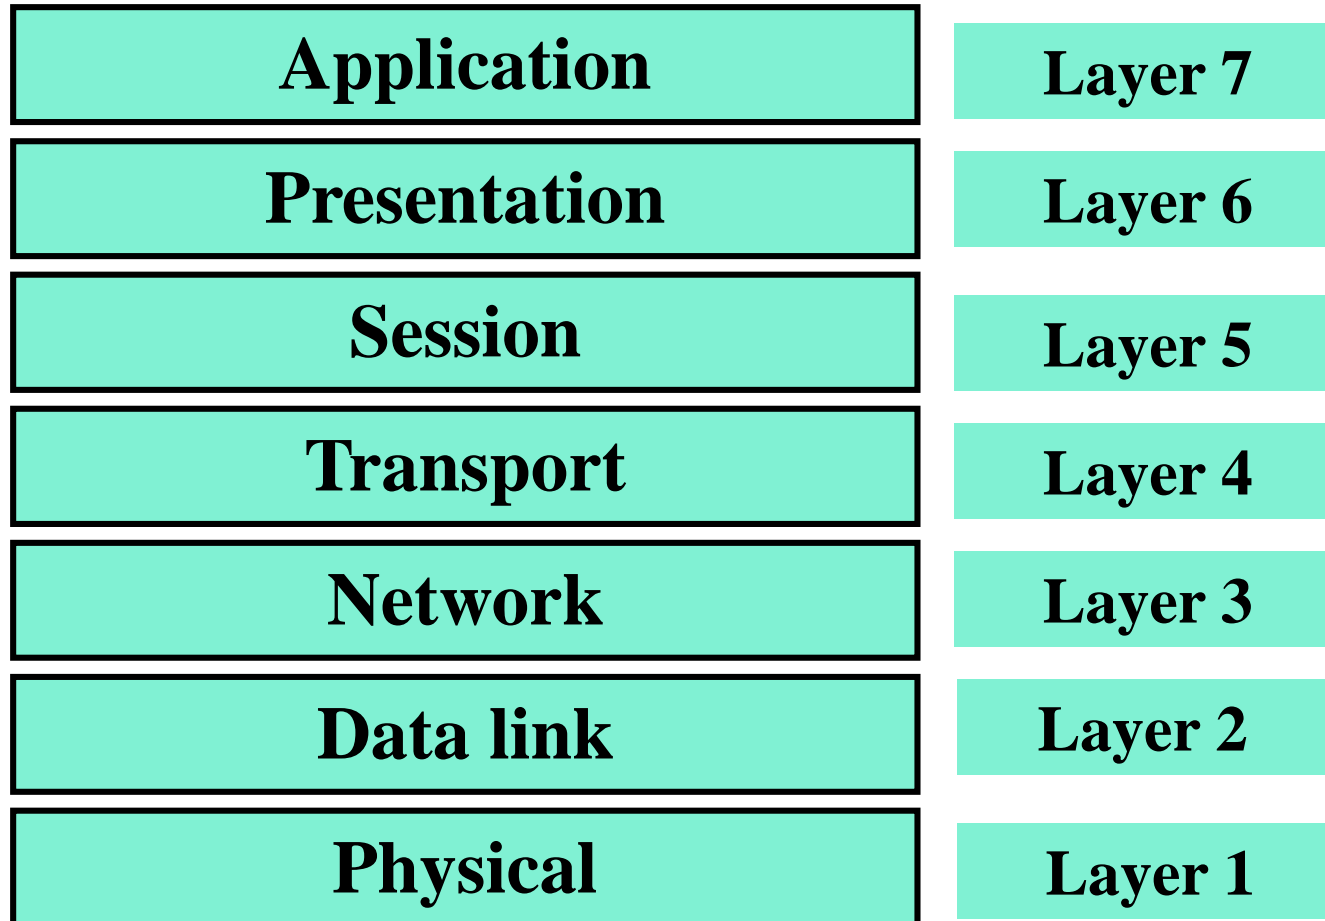 Application Layer 7
Presentation Layer 6
Session Layer 5
Transport Layer 4
Network Layer 3
Data link Layer 2
Physical Layer 1